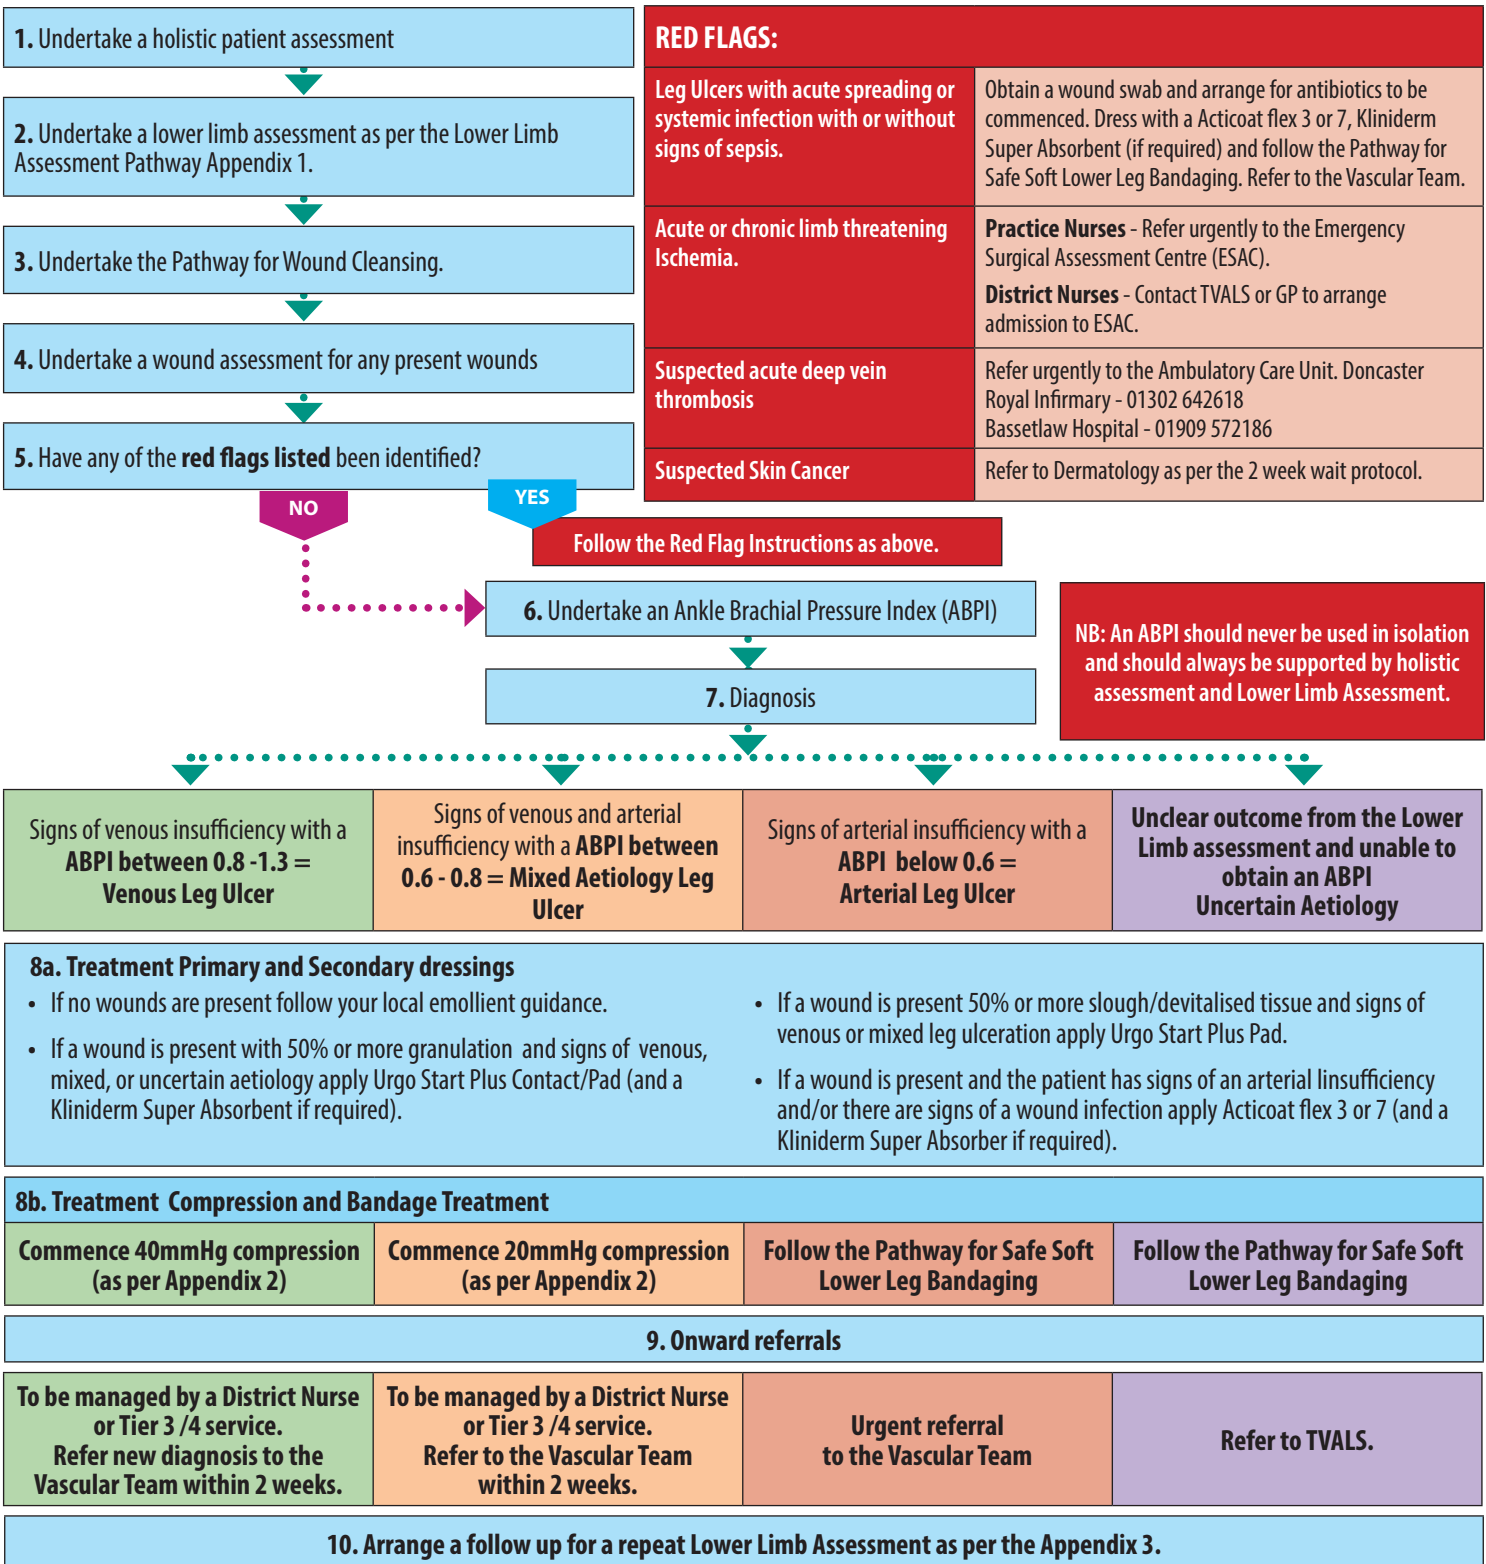 1. Undertake a holistic patient assessment
2. Undertake a lower limb assessment as per the Lower Limb
Assessment Pathway Appendix 1.
3. Undertake the Pathway for Wound Cleansing.
4. Undertake a wound assessment for any present wounds
5. Have any of the red flags listed been identified?
RED FLAGS:
Leg Ulcers with acute spreading or
systemic infection with or without
signs of sepsis.
Obtain a wound swab and arrange for antibiotics to be
commenced. Dress with a Acticoat flex 3 or 7, Kliniderm
Super Absorbent (if required) and follow the Pathway for
Safe Soft Lower Leg Bandaging. Refer to the Vascular Team.
Acute or chronic limb threatening
Ischemia.
Practice Nurses - Refer urgently to the Emergency
Surgical Assessment Centre (ESAC).
District Nurses - Contact TVALS or GP to arrange
admission to ESAC.
Suspected acute deep vein
thrombosis
Refer urgently to the Ambulatory Care Unit. Doncaster
Royal Infirmary - 01302 642618
Bassetlaw Hospital - 01909 572186
Suspected Skin Cancer
Refer to Dermatology as per the 2 week wait protocol.
NO
YES
Follow the Red Flag Instructions as above.
6. Undertake an Ankle Brachial Pressure Index (ABPI)
7. Diagnosis
NB: An ABPI should never be used in isolation
and should always be supported by holistic
assessment and Lower Limb Assessment.
Signs of venous insufficiency with a
ABPI between 0.8 -1.3 =
Venous Leg Ulcer
Signs of venous and arterial
insufficiency with a ABPI between
0.6 - 0.8 = Mixed Aetiology Leg
Ulcer
Signs of arterial insufficiency with a
ABPI below 0.6 =
Arterial Leg Ulcer
Unclear outcome from the Lower
Limb assessment and unable to
obtain an ABPI
Uncertain Aetiology
8a. Treatment Primary and Secondary dressings
• If no wounds are present follow your local emollient guidance.
• If a wound is present with 50% or more granulation and signs of venous,
mixed, or uncertain aetiology apply Urgo Start Plus Contact/Pad (and a
Kliniderm Super Absorbent if required).
• If a wound is present 50% or more slough/devitalised tissue and signs of
venous or mixed leg ulceration apply Urgo Start Plus Pad.
• If a wound is present and the patient has signs of an arterial linsufficiency
and/or there are signs of a wound infection apply Acticoat flex 3 or 7 (and a
Kliniderm Super Absorber if required).
8b. Treatment Compression and Bandage Treatment
Commence 40mmHg compression
(as per Appendix 2)
Commence 20mmHg compression
(as per Appendix 2)
Follow the Pathway for Safe Soft
Lower Leg Bandaging
Follow the Pathway for Safe Soft
Lower Leg Bandaging
9. Onward referrals
To be managed by a District Nurse
or Tier 3 /4 service.
Refer new diagnosis to the
Vascular Team within 2 weeks.
To be managed by a District Nurse
or Tier 3 /4 service.
Refer to the Vascular Team
within 2 weeks.
Urgent referral
to the Vascular Team
Refer to TVALS.
10. Arrange a follow up for a repeat Lower Limb Assessment as per the Appendix 3.